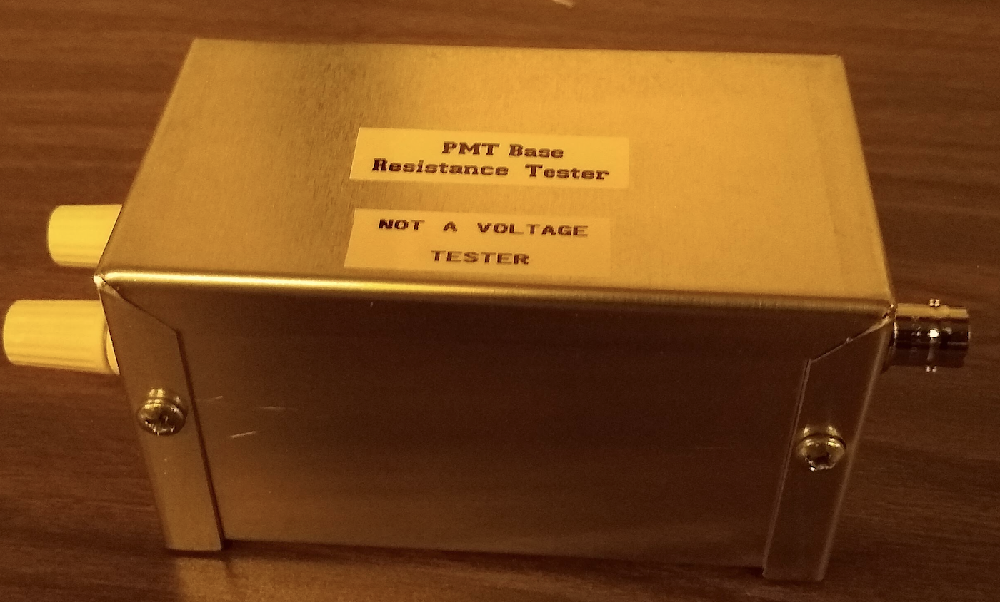 PMT Base
Resistance Tester
NOT A VOLTAGE
TESTER